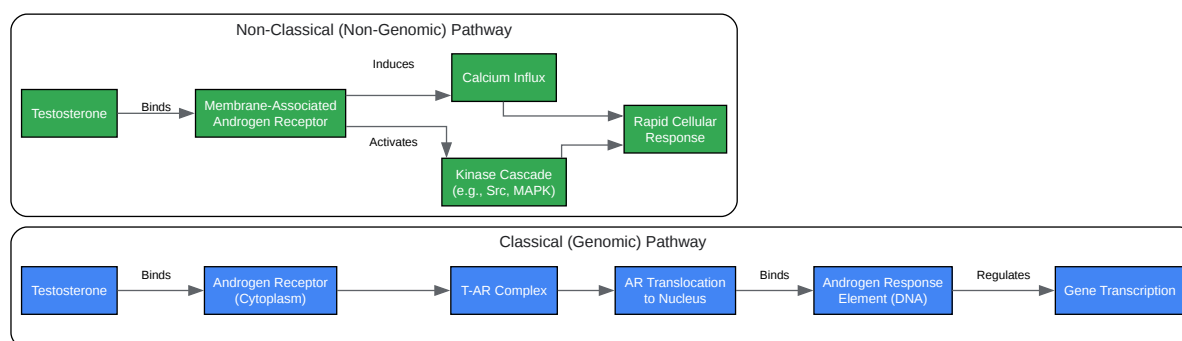 Non-Classical (Non-Genomic) Pathway
Induces
Calcium Influx
Testosterone
Binds
Membrane-Associated
Androgen Receptor
Rapid Cellular
Response
Activates
Kinase Cascade
(e.g., Src, MAPK)
Classical (Genomic) Pathway
Testosterone
Binds
Androgen Receptor
(Cytoplasm)
T-AR Complex
AR Translocation
to Nucleus
Binds
Androgen Response
Element (DNA)
Regulates
Gene Transcription